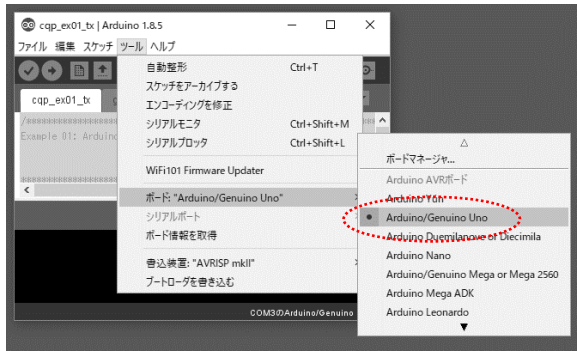 cqp_ex01_tx | Arduino 1.8.5
ファイル 編集 スケッチ ツール ヘルプ
cqp_ex01_tx
Example 01: Arduino
自動整形 Ctrl+T
スケッチをアーカイブする
エンコーディングを修正
シリアルモニタ Ctrl+Shift+M
シリアルプロッタ Ctrl+Shift+L
WiFi101 Firmware Updater
ボード: "Arduino/Genuino Uno"
シリアルポート
ボード情報を取得
書込装置: "AVRISP mkII"
ブートローダを書き込む
ボードマネージャ...
Arduino AVRボード
Arduino Yún
Arduino/Genuino Uno
Arduino Duemilanove or Diecimila
Arduino Nano
Arduino/Genuino Mega or Mega 2560
Arduino Mega ADK
Arduino Leonardo
COM3のArduino/Genuino